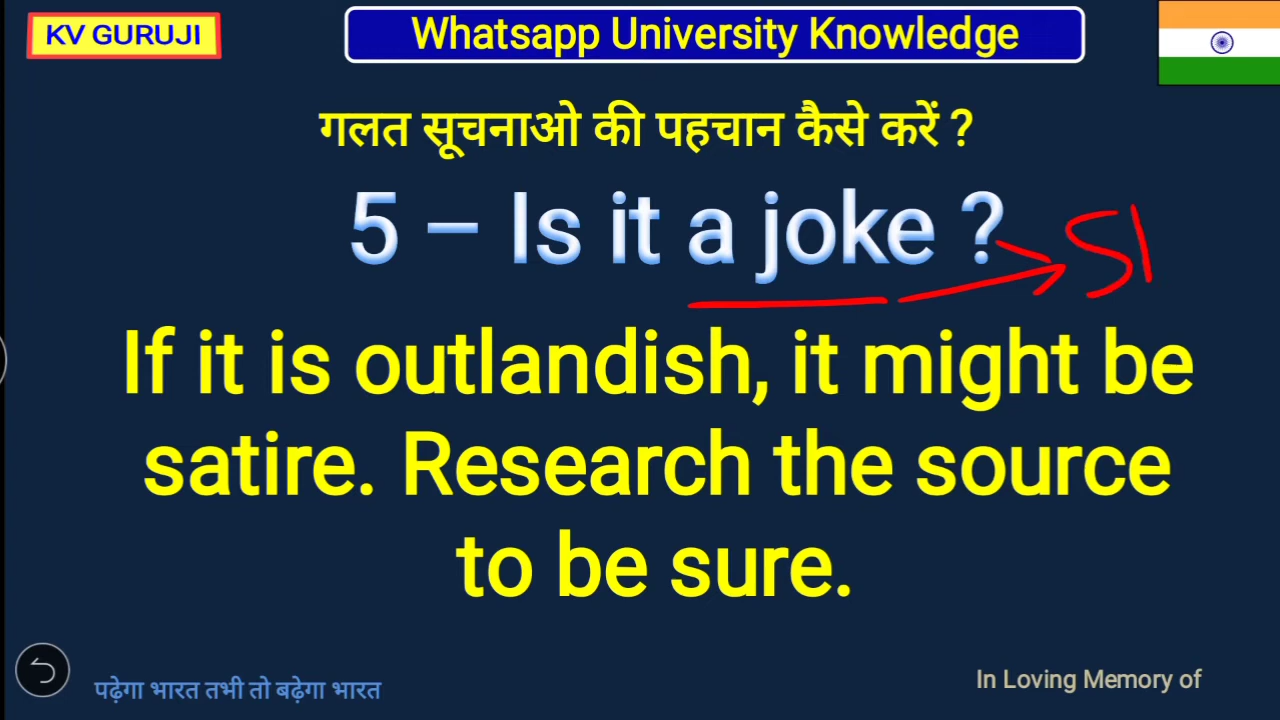 KV GURUJI
Whatsapp University Knowledge
गलत सूचनाओ की पहचान कैसे करें ?
5 – Is it a joke ?
If it is outlandish, it might be
satire. Research the source
to be sure.
पढ़ेगा भारत तभी तो बढ़ेगा भारत
In Loving Memory of